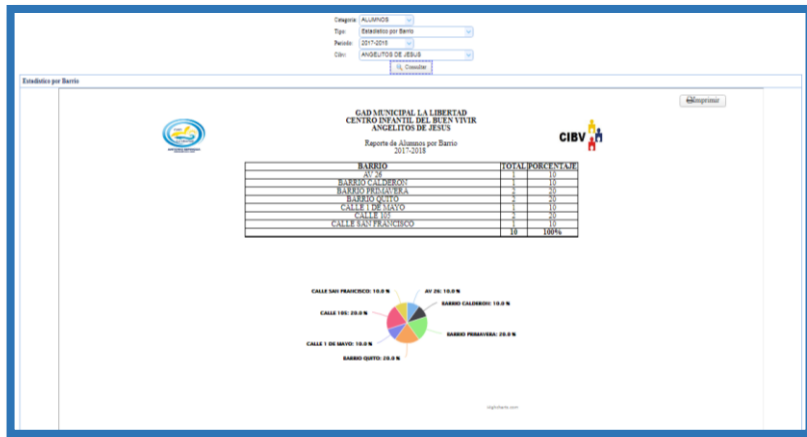 Categoria: ALUMNOS
Tipo: Estadistico por Barrio
Periodo: 2017-2018
Cibv: ANGELITOS DE JESUS
Consultar
Estadistico por Barrio
Imprimir
GAD MUNICIPAL LA LIBERTAD
CENTRO INFANTIL DEL BUEN VIVIR
ANGELITOS DE JESUS
CIBV
Reporte de Alumnos por Barrio
2017-2018
BARRIO TOTAL PORCENTAJE
AV 26 1 10
BARRIO CALDERON 1 10
BARRIO PRIMAVERA 2 20
BARRIO QUITO 2 20
CALLE 1 DE MAYO 1 10
CALLE 105 2 20
CALLE SAN FRANCISCO 1 10
10 100%
CALLE SAN FRANCISCO: 10.0 % AV 26: 10.0 %
BARRIO CALDERON: 10.0 %
CALLE 105: 20.0 %
BARRIO PRIMAVERA: 20.0 %
CALLE 1 DE MAYO: 10.0 %
BARRIO QUITO: 20.0 %